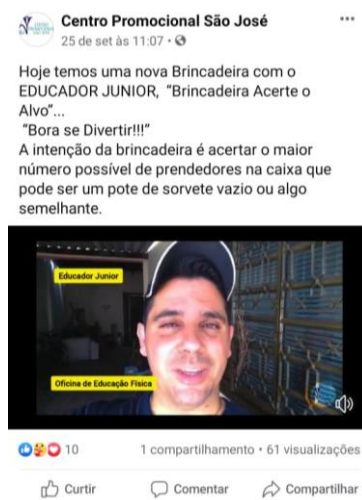 Centro Promocional São José
25 de set às 11:07
Hoje temos uma nova Brincadeira com o
EDUCADOR JUNIOR, "Brincadeira Acerte o
Alvo"...
"Bora se Divertir!!!"
A intenção da brincadeira é acertar o maior
número possível de prendedores na caixa que
pode ser um pote de sorvete vazio ou algo
semelhante.
Educador Junior
Oficina de Educação Física
10 1 compartilhamento • 61 visualizações
Curtir Comentar Compartilhar